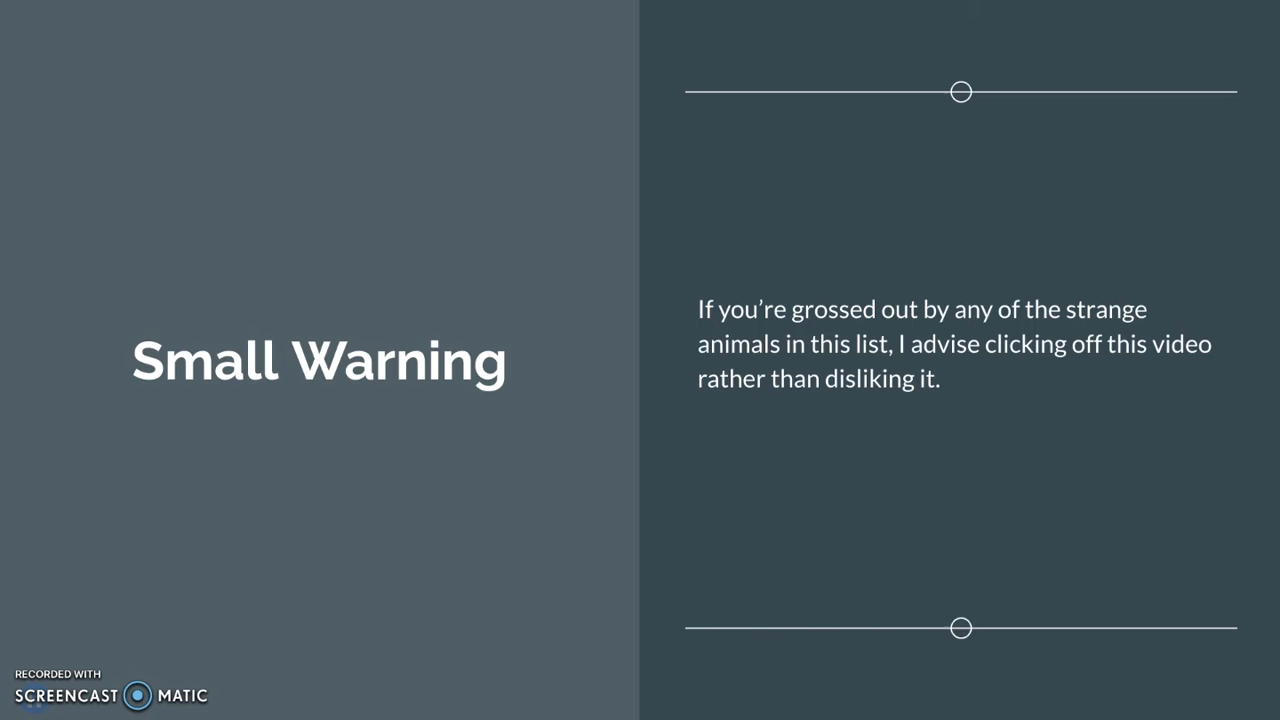 Small Warning
If you’re grossed out by any of the strange
animals in this list, I advise clicking off this video
rather than disliking it.
RECORDED WITH
SCREENCAST MATIC